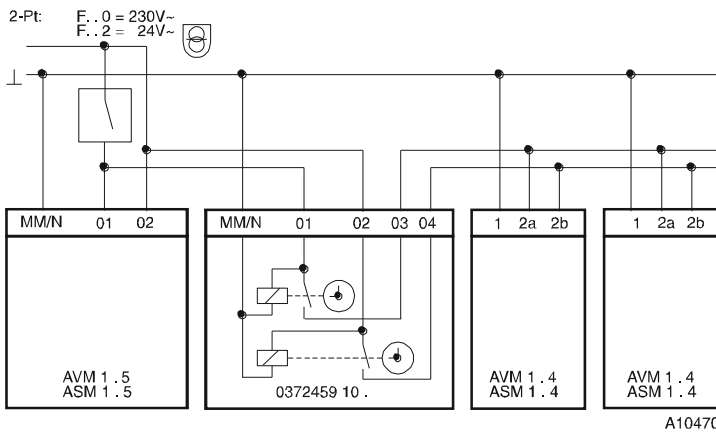 2-Pt: F. . 0 = 230V~
F. . 2 = 24V~
MM/N 01 02
MM/N 01 02 03 04
1 2a 2b
1 2a 2b
AVM 1 . 5
ASM 1 . 5
0372459 10 .
AVM 1 . 4
ASM 1 . 4
AVM 1 . 4
ASM 1 . 4
A10470